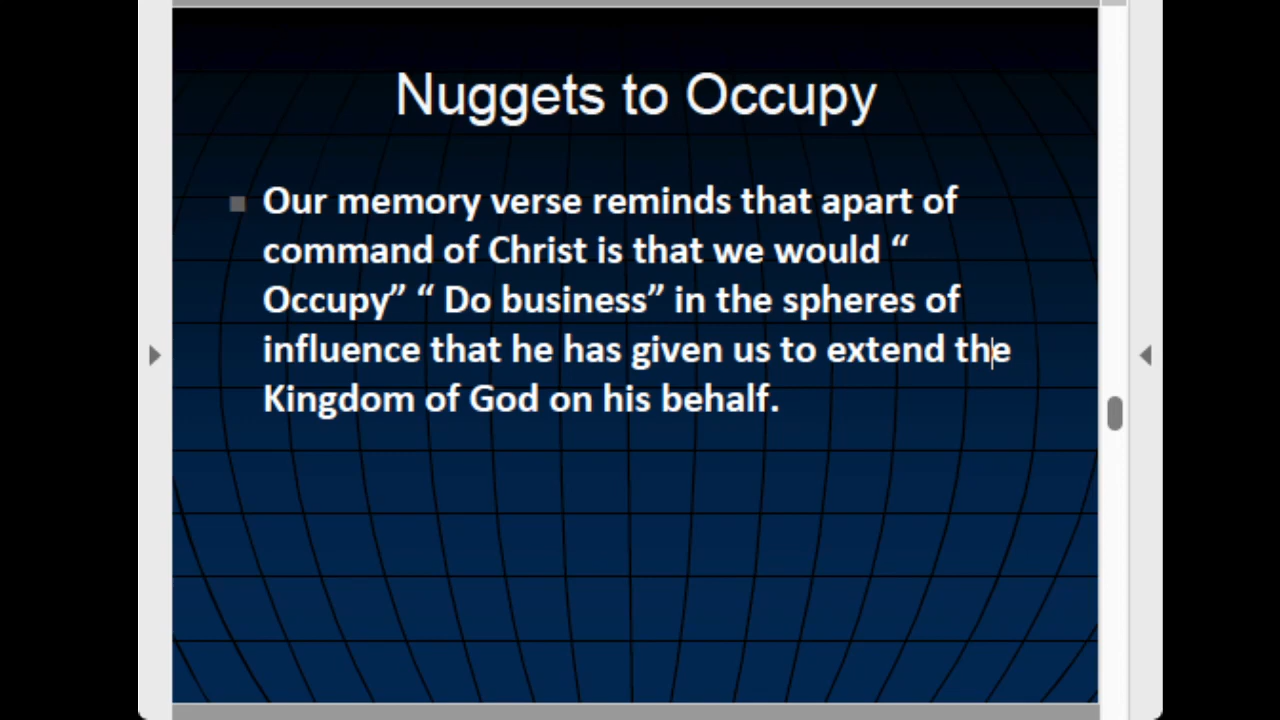 Nuggets to Occupy
Our memory verse reminds that apart of
command of Christ is that we would “
Occupy” “ Do business” in the spheres of
influence that he has given us to extend the
Kingdom of God on his behalf.